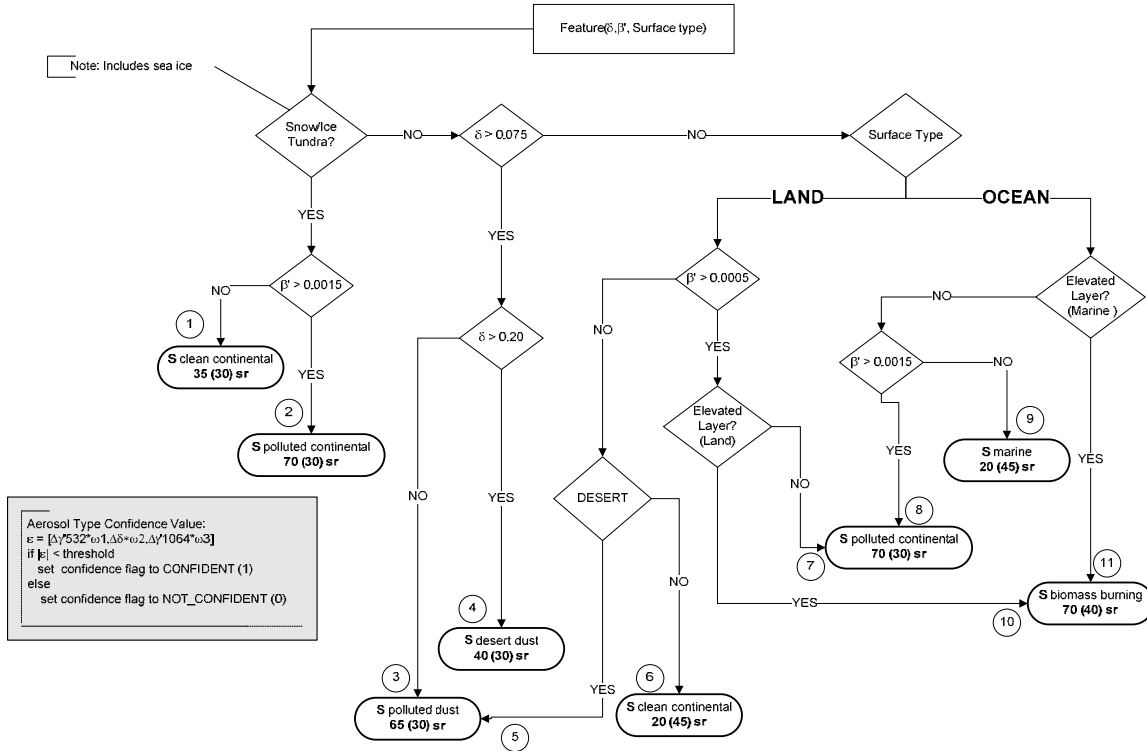 Feature(δ,β', Surface type)
Note: Includes sea ice
Snow/Ice
Tundra?
NO
δ > 0.075
NO
Surface Type
YES
YES
LAND
OCEAN
β' > 0.0015
NO
1
S clean continental
35 (30) sr
YES
2
S polluted continental
70 (30) sr
δ > 0.20
NO
YES
β' > 0.0005
NO
YES
Elevated
Layer?
(Land)
NO
YES
Elevated
Layer?
(Marine )
NO
YES
β' > 0.0015
NO
YES
9
S marine
20 (45) sr
8
S polluted continental
70 (30) sr
7
DESERT
NO
YES
11
S biomass burning
70 (40) sr
10
4
S desert dust
40 (30) sr
3
S polluted dust
65 (30) sr
5
6
S clean continental
20 (45) sr
Aerosol Type Confidence Value:
ε = [Δγ'532*ω1,Δδ*ω2,Δγ'1064*ω3]
if |ε| < threshold
set confidence flag to CONFIDENT (1)
else
set confidence flag to NOT_CONFIDENT (0)